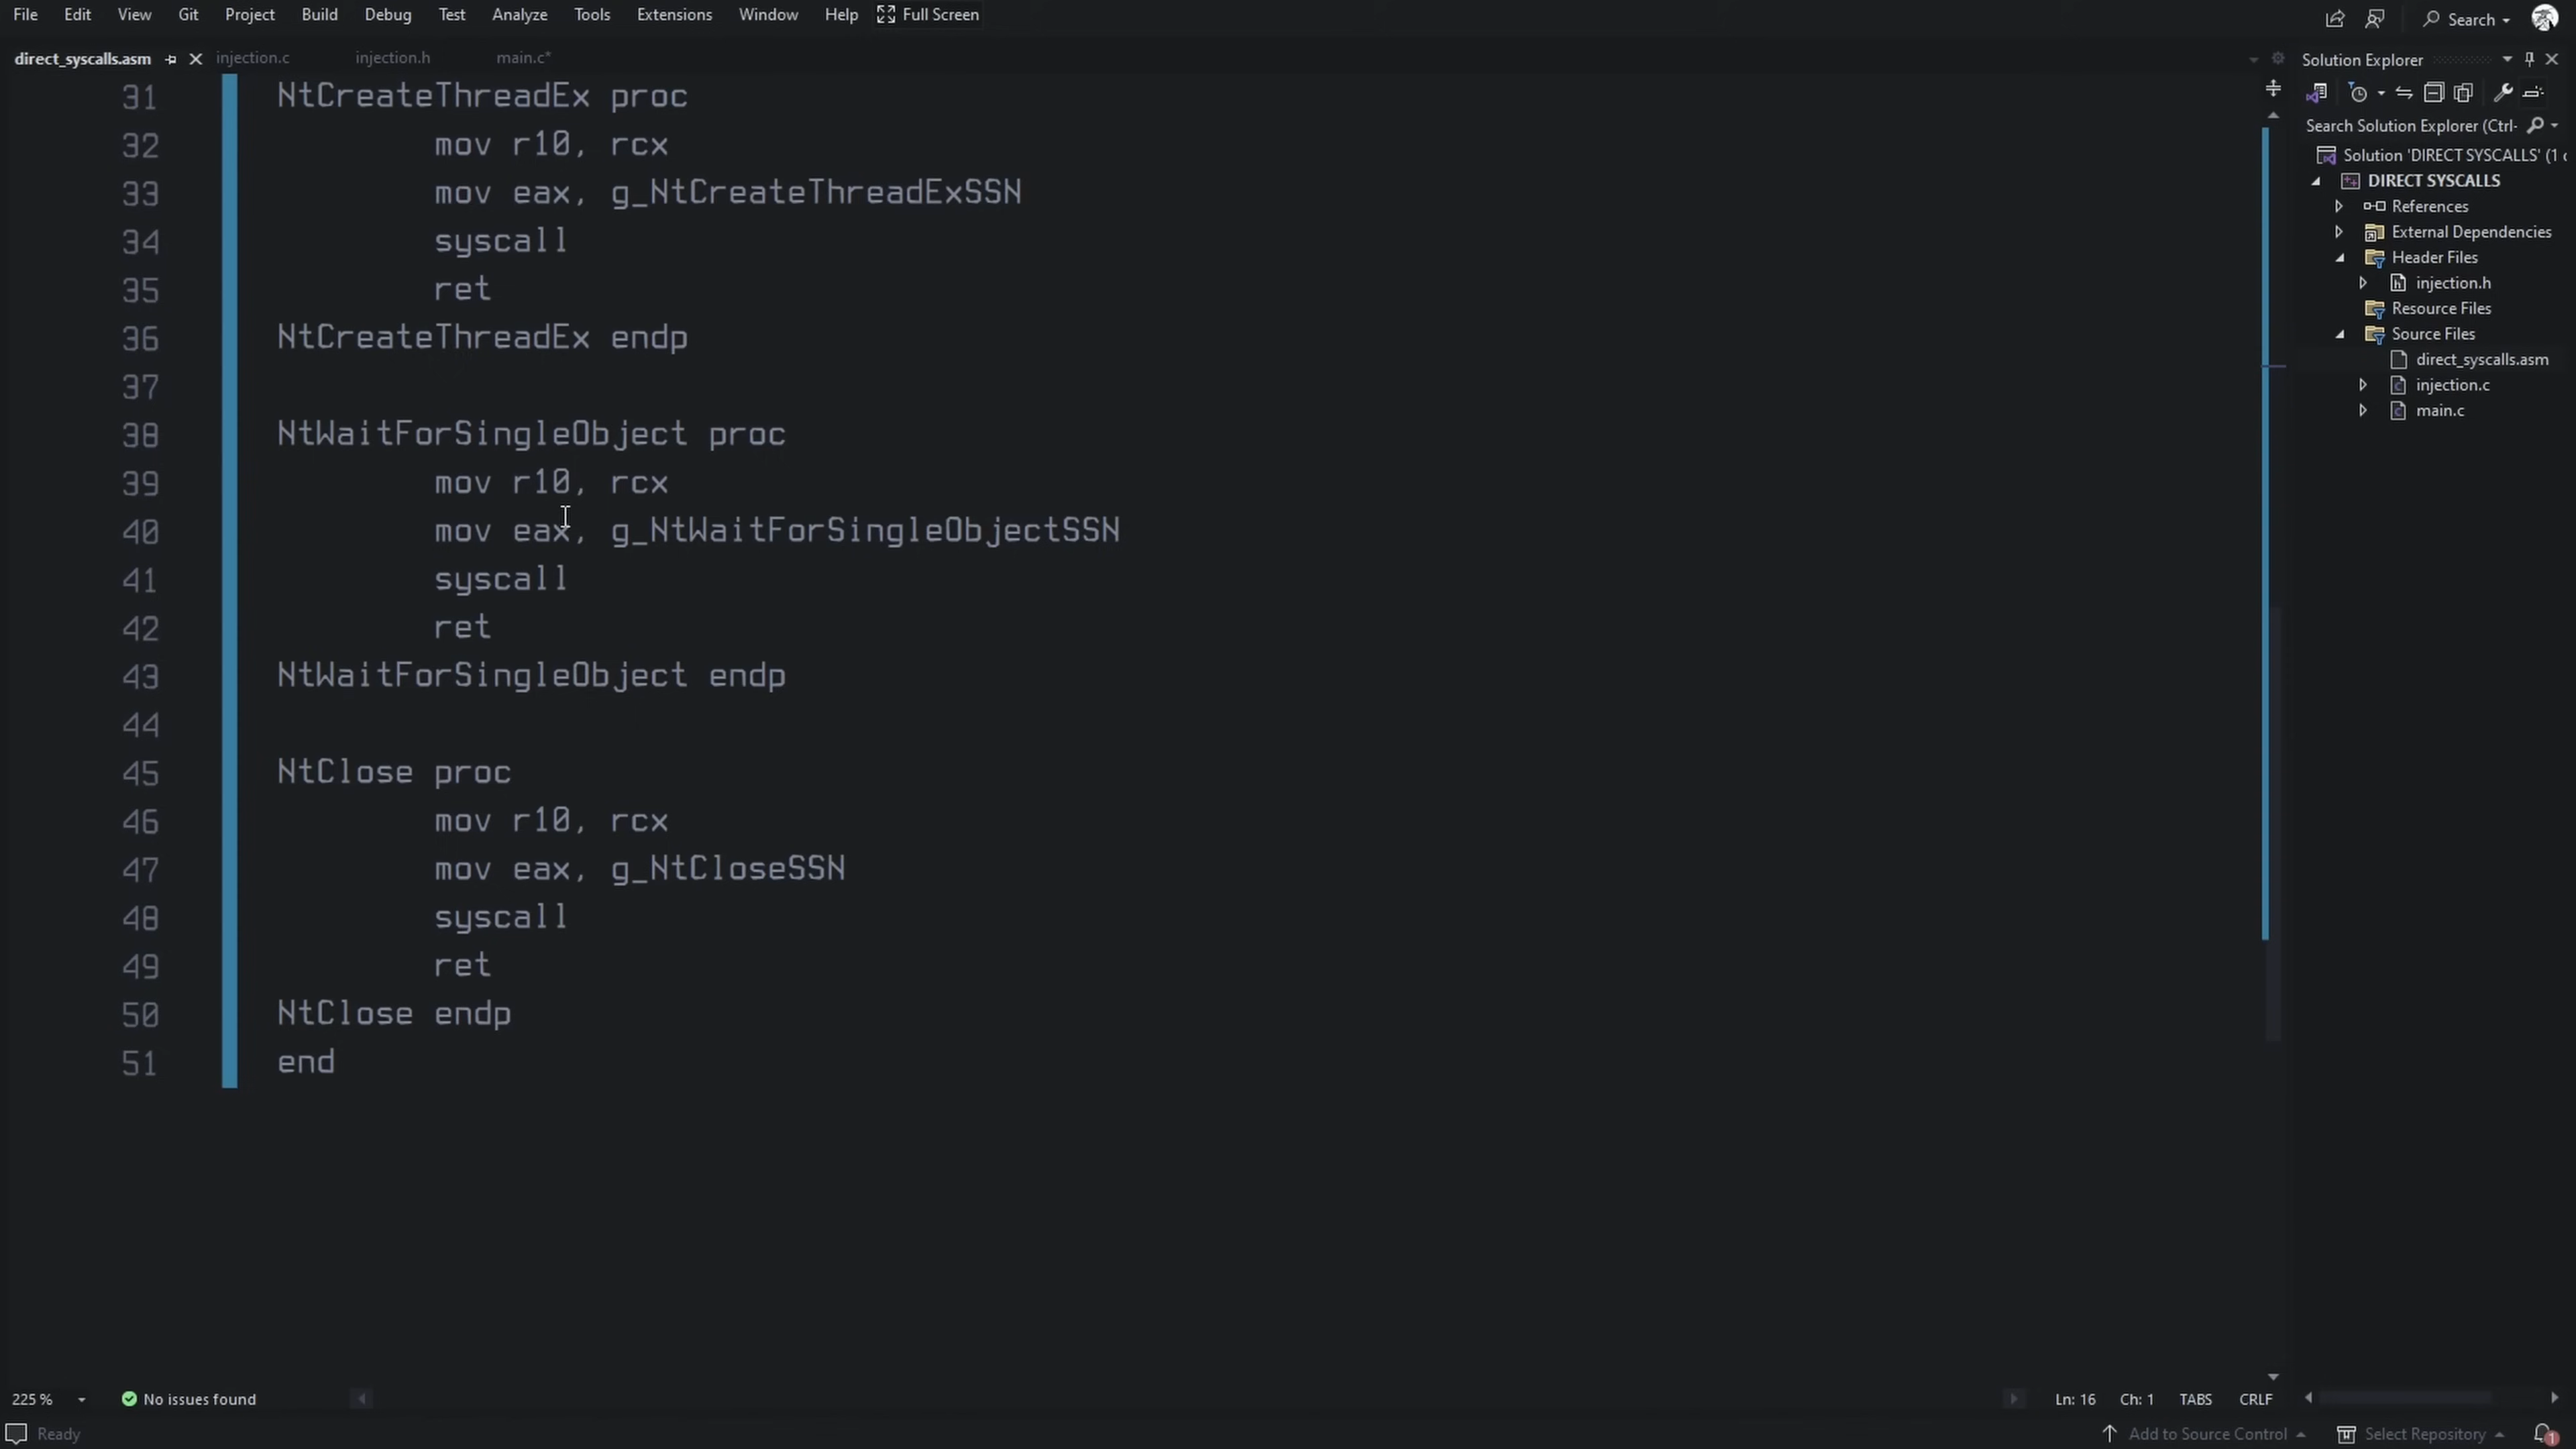 File Edit View Git Project Build Debug Test Analyze Tools Extensions Window Help Full Screen Search
direct_syscalls.asm injection.c injection.h main.c*
31 NtCreateThreadEx proc
32 mov r10, rcx
33 mov eax, g_NtCreateThreadExSSN
34 syscall
35 ret
36 NtCreateThreadEx endp
37
38 NtWaitForSingleObject proc
39 mov r10, rcx
40 mov eax, g_NtWaitForSingleObjectSSN
41 syscall
42 ret
43 NtWaitForSingleObject endp
44
45 NtClose proc
46 mov r10, rcx
47 mov eax, g_NtCloseSSN
48 syscall
49 ret
50 NtClose endp
51 end
Solution Explorer
Search Solution Explorer (Ctrl-
Solution 'DIRECT SYSCALLS' (1
DIRECT SYSCALLS
References
External Dependencies
Header Files
injection.h
Resource Files
Source Files
direct_syscalls.asm
injection.c
main.c
225 % No issues found Ln: 16 Ch: 1 TABS CRLF
Ready Add to Source Control Select Repository 1